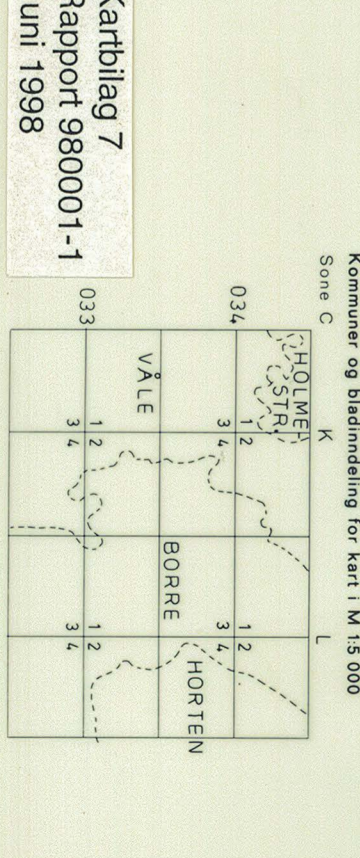 Kommuner og bladinndeling for kart i M 1:5 000
Sone C K L
HOLME-
STR.
034 1 2 1 2
3 4 3 4
VÅLE BORRE HORTEN
033 1 2 1 2
3 4 3 4
Kartbilag 7
Rapport 980001-1
Juni 1998